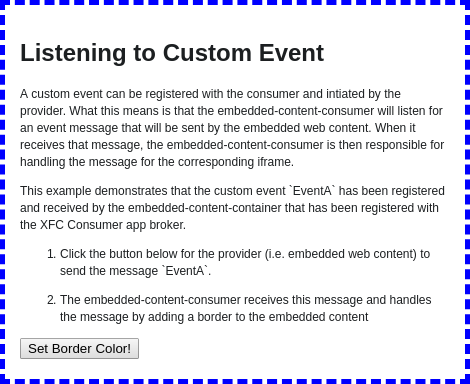 Listening to Custom Event
A custom event can be registered with the consumer and intiated by the
provider. What this means is that the embedded-content-consumer will listen for
an event message that will be sent by the embedded web content. When it
receives that message, the embedded-content-consumer is then responsible for
handling the message for the corresponding iframe.
This example demonstrates that the custom event `EventA` has been registered
and received by the embedded-content-container that has been registered with
the XFC Consumer app broker.
1. Click the button below for the provider (i.e. embedded web content) to
send the message `EventA`.
2. The embedded-content-consumer receives this message and handles
the message by adding a border to the embedded content
Set Border Color!